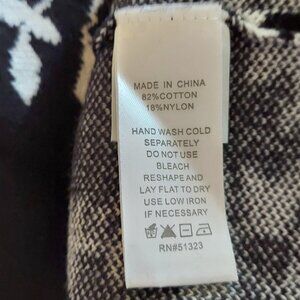 MADE IN CHINA
82%COTTON
18%NYLON
HAND WASH COLD
SEPARATELY
DO NOT USE
BLEACH
RESHAPE AND
LAY FLAT TO DRY
USE LOW IRON
IF NECESSARY
RN#51323